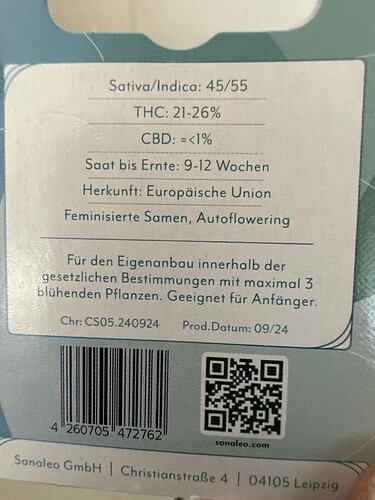 Sativa/Indica: 45/55
THC: 21-26%
CBD: =<1%
Saat bis Ernte: 9-12 Wochen
Herkunft: Europäische Union
Feminisierte Samen, Autoflowering
Für den Eigenanbau innerhalb der
gesetzlichen Bestimmungen mit maximal 3
blühenden Pflanzen. Geeignet für Anfänger.
Chr: CS05.240924 Prod.Datum: 09/24
4 260705 472762
sanaleo.com
Sanaleo GmbH | Christianstraße 4 | 04105 Leipzig